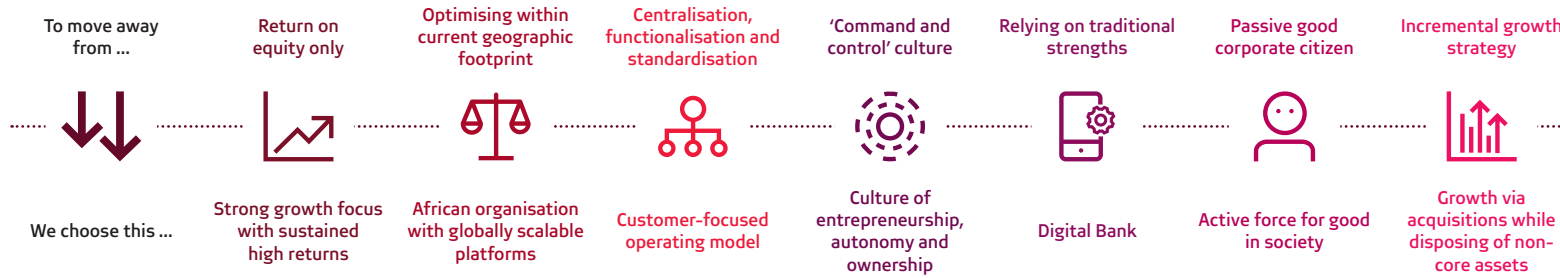 To move away
from ...
Return on
equity only
Optimising within
current geographic
footprint
Centralisation,
functionalisation and
standardisation
‘Command and
control’ culture
Relying on traditional
strengths
Passive good
corporate citizen
Incremental growth
strategy
We choose this ...
Strong growth focus
with sustained
high returns
African organisation
with globally scalable
platforms
Customer-focused
operating model
Culture of
entrepreneurship,
autonomy and
ownership
Digital Bank
Active force for good
in society
Growth via
acquisitions while
disposing of non-
core assets